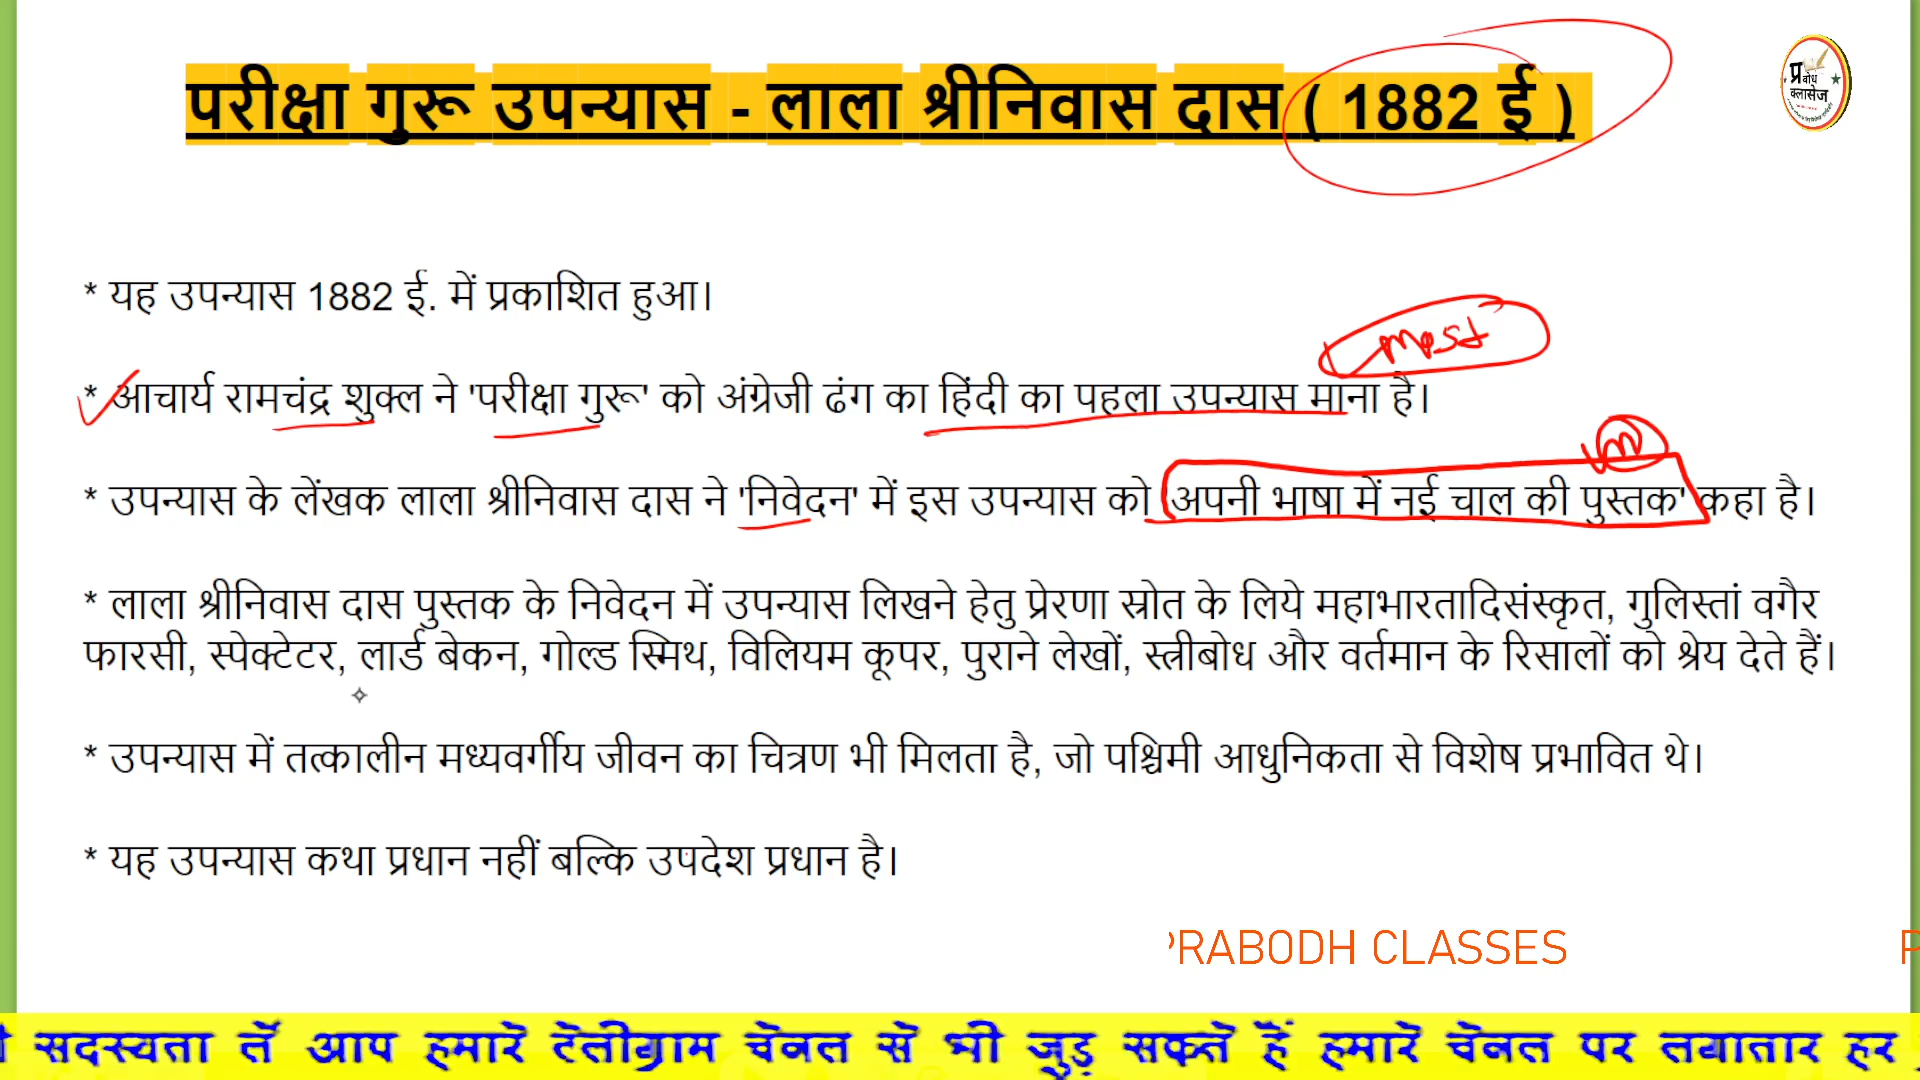 परीक्षा गुरू उपन्यास - लाला श्रीनिवास दास ( 1882 ई )
प्रबोध
क्लासेज
* यह उपन्यास 1882 ई. में प्रकाशित हुआ।
most
* आचार्य रामचंद्र शुक्ल ने 'परीक्षा गुरू' को अंग्रेजी ढंग का हिंदी का पहला उपन्यास माना है।
* उपन्यास के लेंखक लाला श्रीनिवास दास ने 'निवेदन' में इस उपन्यास को 'अपनी भाषा में नई चाल की पुस्तक' कहा है।
* लाला श्रीनिवास दास पुस्तक के निवेदन में उपन्यास लिखने हेतु प्रेरणा स्रोत के लिये महाभारतादिसंस्कृत, गुलिस्तां वगैर
फारसी, स्पेक्टेटर, लार्ड बेकन, गोल्ड स्मिथ, विलियम कूपर, पुराने लेखों, स्त्रीबोध और वर्तमान के रिसालों को श्रेय देते हैं।
* उपन्यास में तत्कालीन मध्यवर्गीय जीवन का चित्रण भी मिलता है, जो पश्चिमी आधुनिकता से विशेष प्रभावित थे।
* यह उपन्यास कथा प्रधान नहीं बल्कि उपदेश प्रधान है।
PRABODH CLASSES
सदस्यता लें आप हमारे टेलीग्राम चैनल से भी जुड़ सकतें हैं हमारे चैनल पर लगातार हर